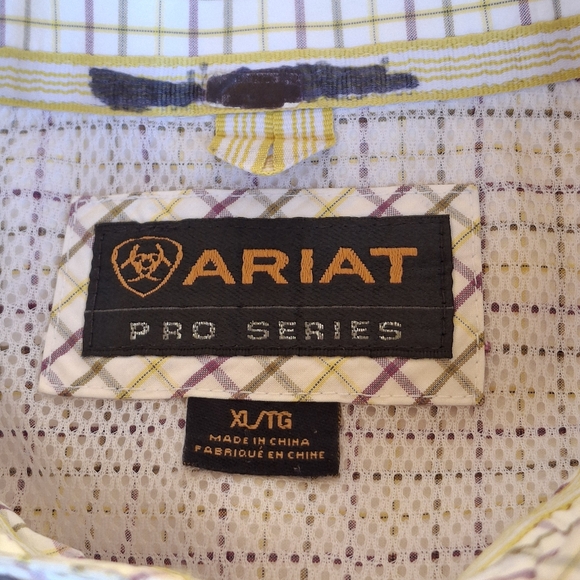 ARIAT
PRO SERIES
XL/TG
MADE IN CHINA
FABRIQUÉ EN CHINE